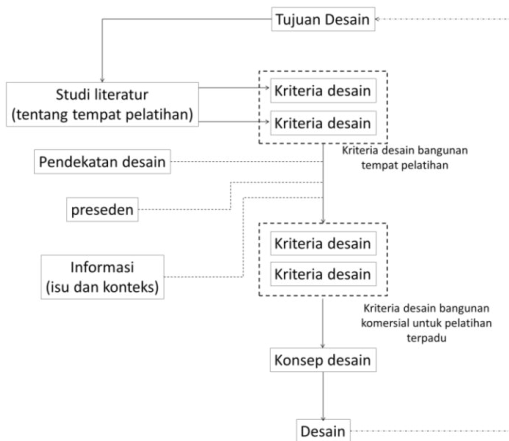 Tujuan Desain
Studi literatur
(tentang tempat pelatihan)
Kriteria desain
Kriteria desain
Kriteria desain bangunan
tempat pelatihan
Pendekatan desain
preseden
Informasi
(isu dan konteks)
Kriteria desain
Kriteria desain
Kriteria desain bangunan
komersial untuk pelatihan
terpadu
Konsep desain
Desain